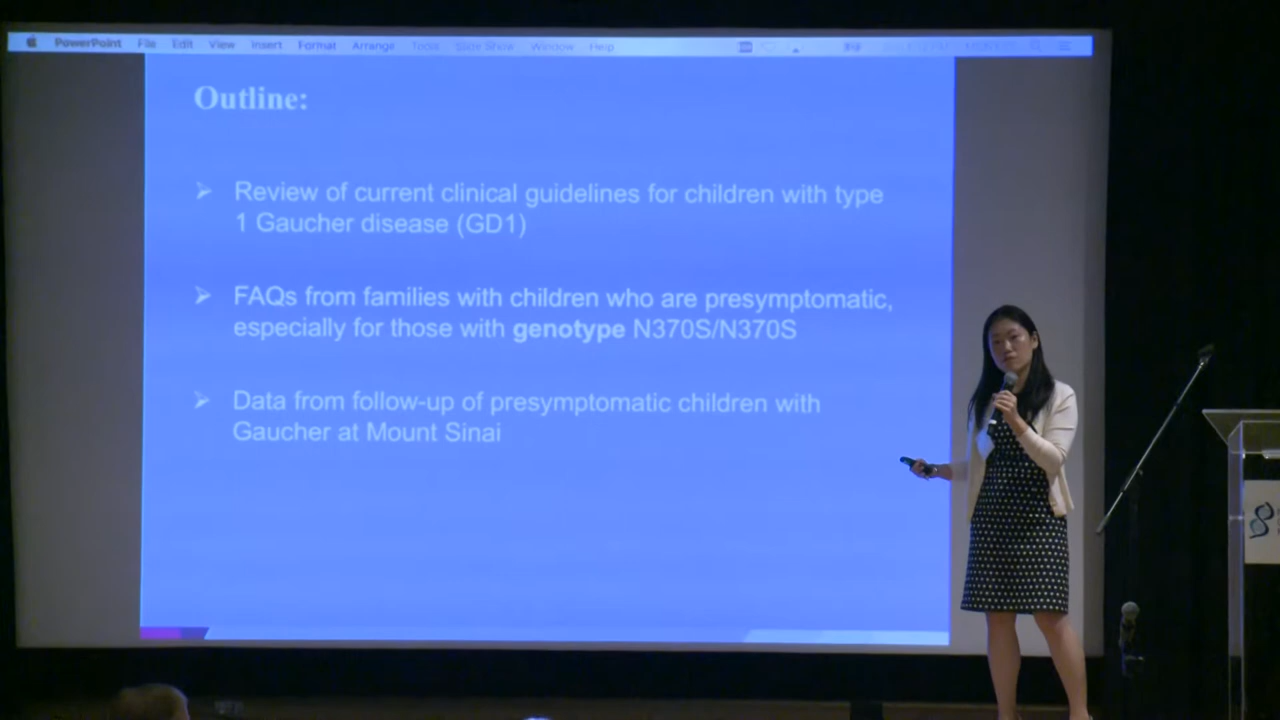 PowerPoint File Edit View Insert Format Arrange Tools Slide Show Window Help
Outline:
Review of current clinical guidelines for children with type
1 Gaucher disease (GD1)
FAQs from families with children who are presymptomatic,
especially for those with genotype N370S/N370S
Data from follow-up of presymptomatic children with
Gaucher at Mount Sinai